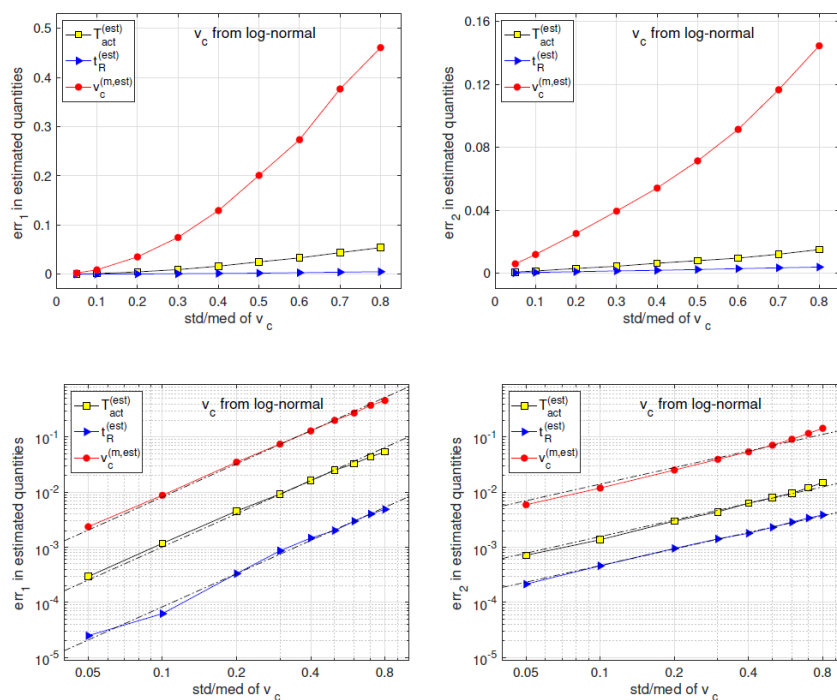 v_c from log-normal
T_act^(est)
t_R^(est)
v_c^(m,est)
err_1 in estimated quantities
0.5
0.4
0.3
0.2
0.1
0
0 0.1 0.2 0.3 0.4 0.5 0.6 0.7 0.8
std/med of v_c
v_c from log-normal
T_act^(est)
t_R^(est)
v_c^(m,est)
err_2 in estimated quantities
0.16
0.12
0.08
0.04
0
0 0.1 0.2 0.3 0.4 0.5 0.6 0.7 0.8
std/med of v_c
v_c from log-normal
T_act^(est)
t_R^(est)
v_c^(m,est)
err_1 in estimated quantities
10^-1
10^-2
10^-3
10^-4
10^-5
0.05 0.1 0.2 0.4 0.8
std/med of v_c
v_c from log-normal
T_act^(est)
t_R^(est)
v_c^(m,est)
err_2 in estimated quantities
10^-1
10^-2
10^-3
10^-4
10^-5
0.05 0.1 0.2 0.4 0.8
std/med of v_c